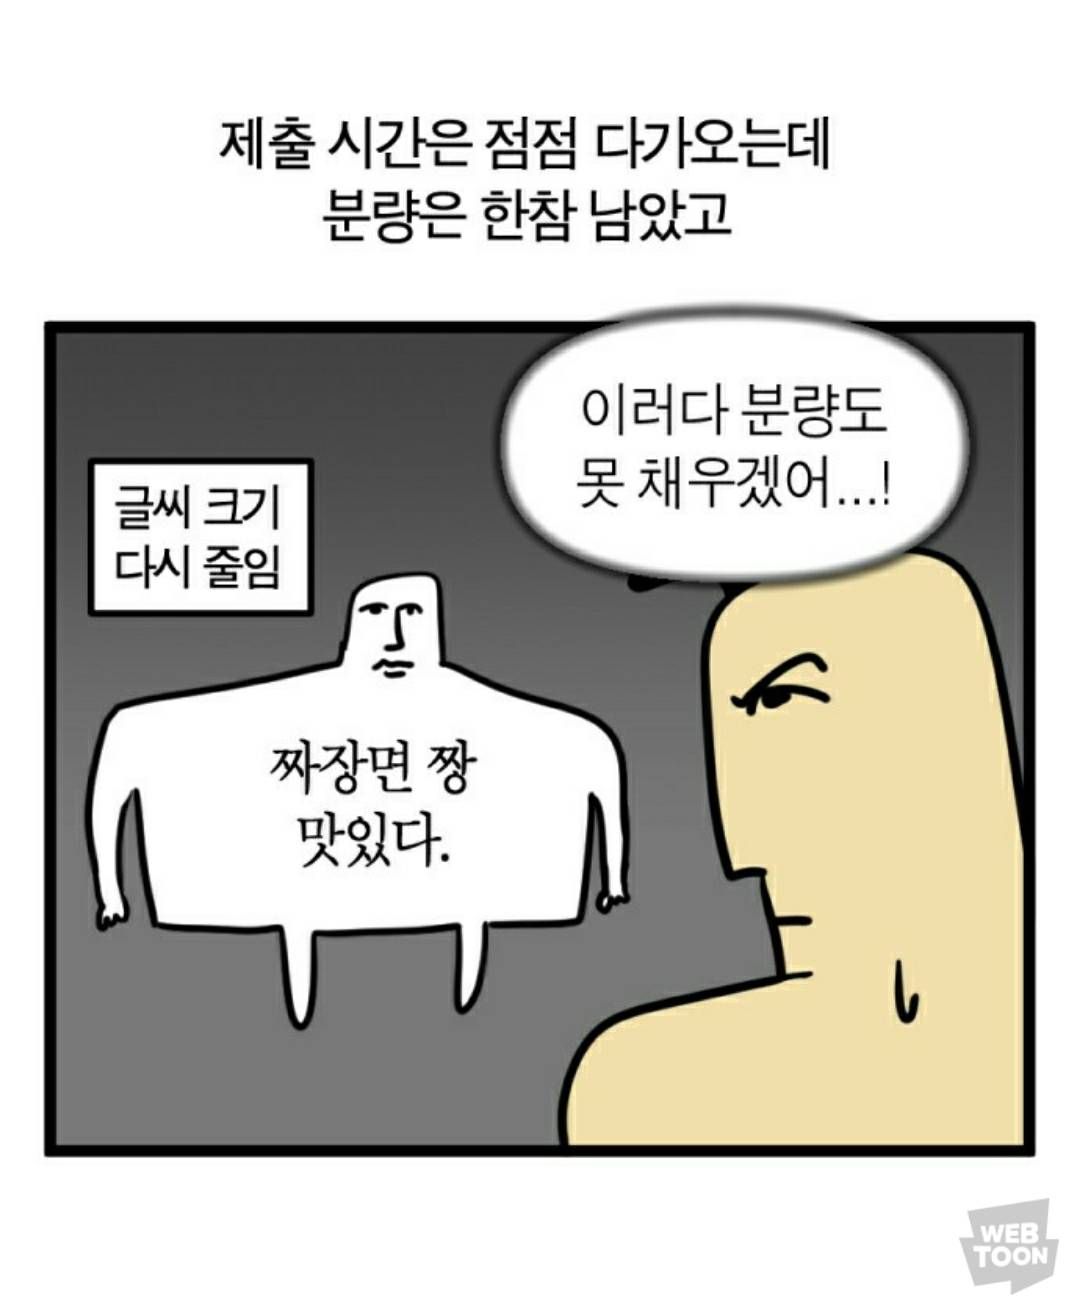 제출 시간은 점점 다가오는데
분량은 한참 남았고
이러다 분량도
못 채우겠어...!
글씨 크기
다시 줄임
짜장면 짱
맛있다.
WEB
TOON